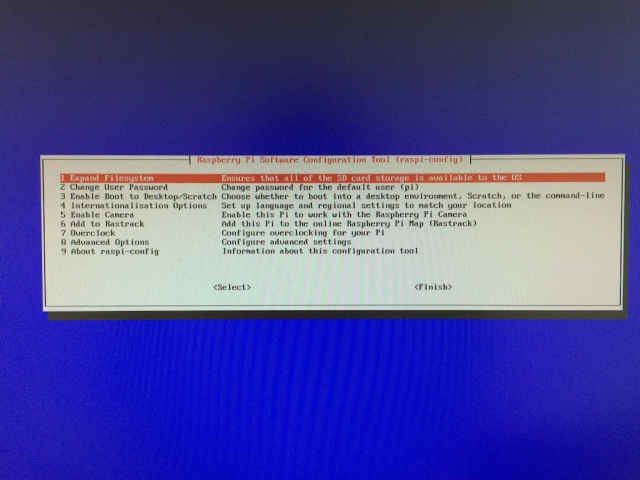 Raspberry Pi Software Configuration Tool (raspi-config)
1 Expand Filesystem Ensures that all of the SD card storage is available to the OS
2 Change User Password Change password for the default user (pi)
3 Enable Boot to Desktop/Scratch Choose whether to boot into a desktop environment, Scratch, or the command-line
4 Internationalisation Options Set up language and regional settings to match your location
5 Enable Camera Enable this Pi to work with the Raspberry Pi Camera
6 Add to Rastrack Add this Pi to the online Raspberry Pi Map (Rastrack)
7 Overclock Configure overclocking for your Pi
8 Advanced Options Configure advanced settings
9 About raspi-config Information about this configuration tool
<Select> <Finish>